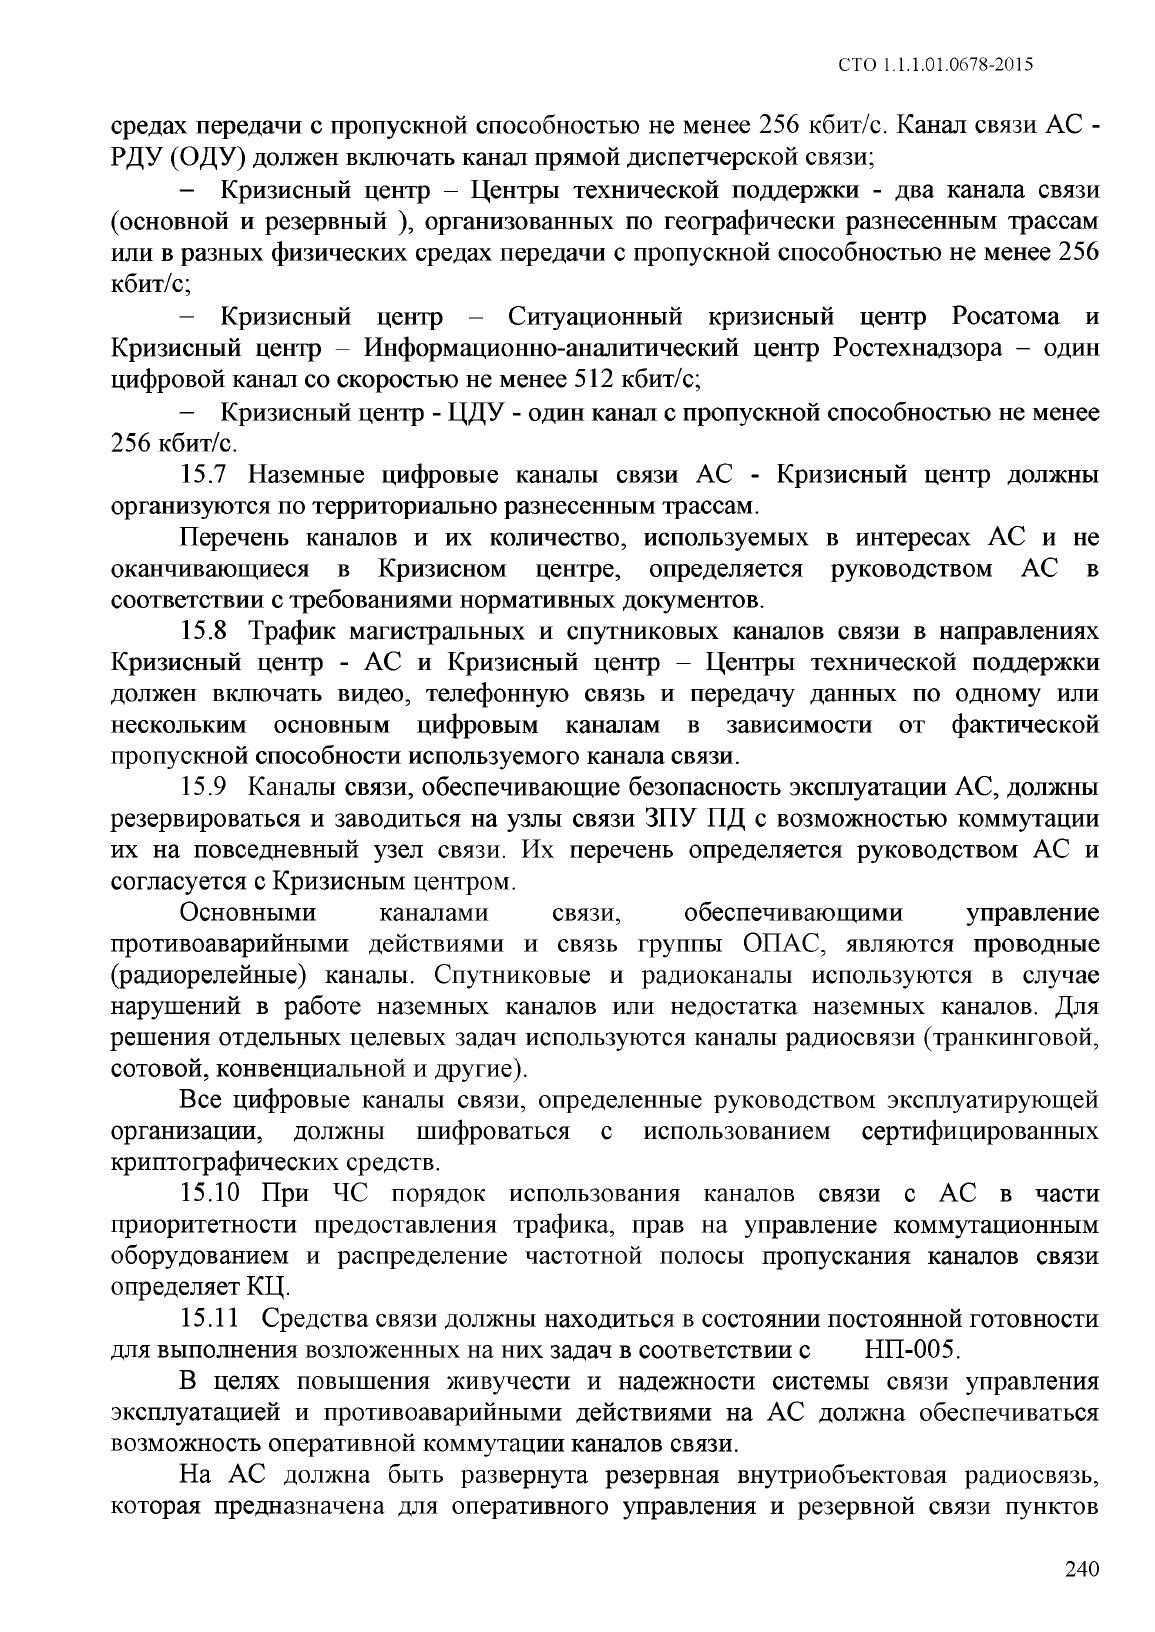 СТО 1.1.1.01.0678-2015
средах передачи с пропускной способностью не менее 256 кбит/с. Канал связи АС -
РДУ (ОДУ) должен включать канал прямой диспетчерской связи;
– Кризисный центр – Центры технической поддержки - два канала связи
(основной и резервный ), организованных по географически разнесенным трассам
или в разных физических средах передачи с пропускной способностью не менее 256
кбит/с;
– Кризисный центр – Ситуационный кризисный центр Росатома и
Кризисный центр – Информационно-аналитический центр Ростехнадзора – один
цифровой канал со скоростью не менее 512 кбит/с;
– Кризисный центр - ЦДУ - один канал с пропускной способностью не менее
256 кбит/с.
15.7 Наземные цифровые каналы связи АС - Кризисный центр должны
организуются по территориально разнесенным трассам.
Перечень каналов и их количество, используемых в интересах АС и не
оканчивающиеся в Кризисном центре, определяется руководством АС в
соответствии с требованиями нормативных документов.
15.8 Трафик магистральных и спутниковых каналов связи в направлениях
Кризисный центр - АС и Кризисный центр – Центры технической поддержки
должен включать видео, телефонную связь и передачу данных по одному или
нескольким основным цифровым каналам в зависимости от фактической
пропускной способности используемого канала связи.
15.9 Каналы связи, обеспечивающие безопасность эксплуатации АС, должны
резервироваться и заводиться на узлы связи ЗПУ ПД с возможностью коммутации
их на повседневный узел связи. Их перечень определяется руководством АС и
согласуется с Кризисным центром.
Основными каналами связи, обеспечивающими управление
противоаварийными действиями и связь группы ОПАС, являются проводные
(радиорелейные) каналы. Спутниковые и радиоканалы используются в случае
нарушений в работе наземных каналов или недостатка наземных каналов. Для
решения отдельных целевых задач используются каналы радиосвязи (транкинговой,
сотовой, конвенциальной и другие).
Все цифровые каналы связи, определенные руководством эксплуатирующей
организации, должны шифроваться с использованием сертифицированных
криптографических средств.
15.10 При ЧС порядок использования каналов связи с АС в части
приоритетности предоставления трафика, прав на управление коммутационным
оборудованием и распределение частотной полосы пропускания каналов связи
определяет КЦ.
15.11 Средства связи должны находиться в состоянии постоянной готовности
для выполнения возложенных на них задач в соответствии с НП-005.
В целях повышения живучести и надежности системы связи управления
эксплуатацией и противоаварийными действиями на АС должна обеспечиваться
возможность оперативной коммутации каналов связи.
На АС должна быть развернута резервная внутриобъектовая радиосвязь,
которая предназначена для оперативного управления и резервной связи пунктов
240